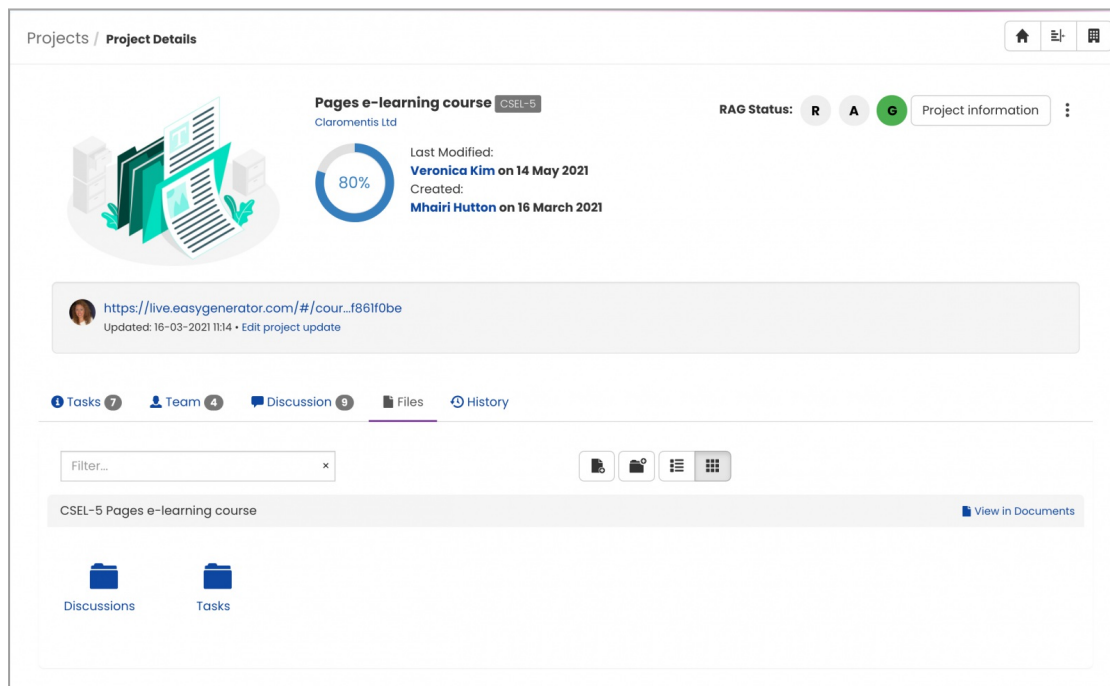 Projects / Project Details
Pages e-learning course CSEL-5
Claromentis Ltd
RAG Status: R A G Project information
80%
Last Modified:
Veronica Kim on 14 May 2021
Created:
Mhairi Hutton on 16 March 2021
https://live.easygenerator.com/#/cour...f861f0be
Updated: 16-03-2021 11:14 • Edit project update
Tasks 7 Team 4 Discussion 9 Files History
Filter... ×
CSEL-5 Pages e-learning course View in Documents
Discussions Tasks